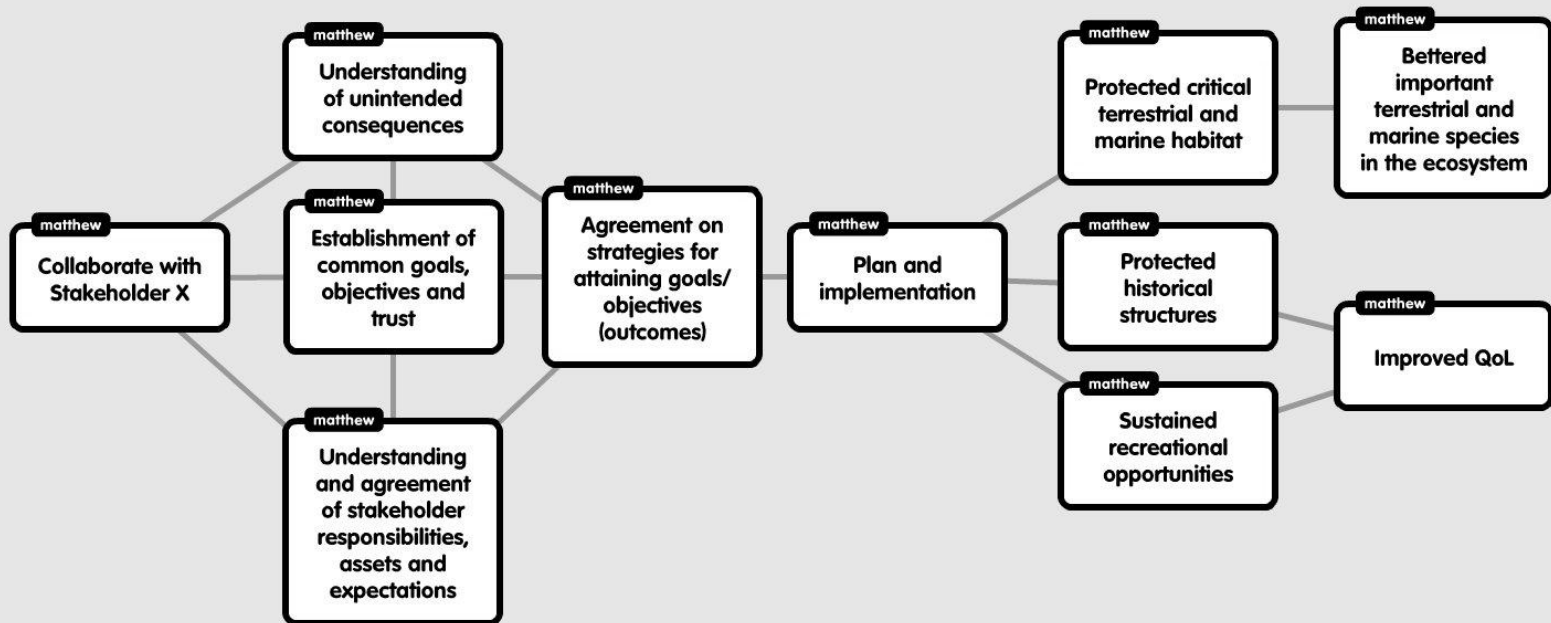 matthew
Collaborate with
Stakeholder X
matthew
Understanding
of unintended
consequences
matthew
Establishment of
common goals,
objectives and
trust
matthew
Understanding
and agreement
of stakeholder
responsibilities,
assets and
expectations
matthew
Agreement on
strategies for
attaining goals/
objectives
(outcomes)
matthew
Plan and
implementation
matthew
Protected critical
terrestrial and
marine habitat
matthew
Protected
historical
structures
matthew
Sustained
recreational
opportunities
matthew
Bettered
important
terrestrial and
marine species
in the ecosystem
matthew
Improved QoL